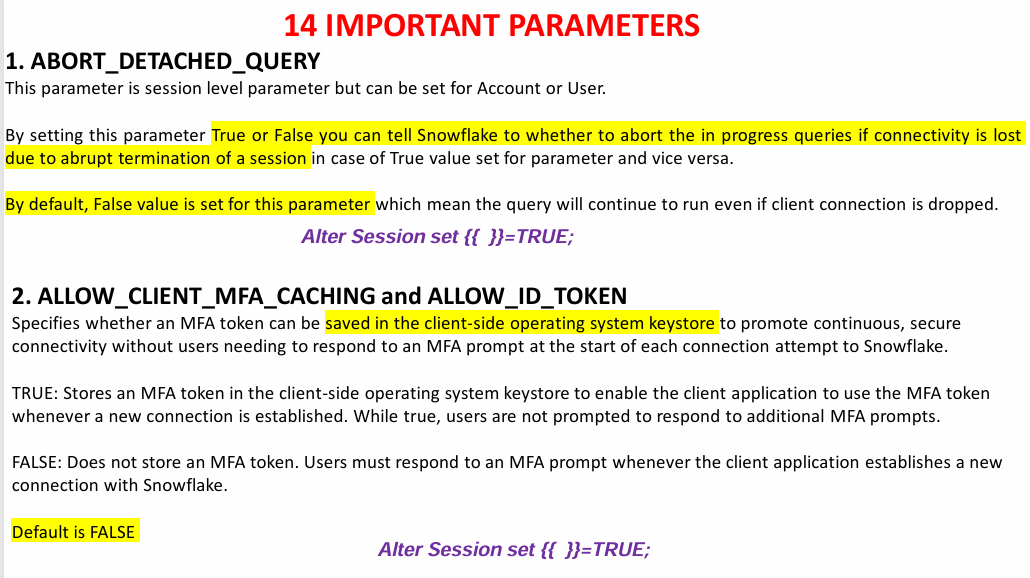 14 IMPORTANT PARAMETERS
1. ABORT_DETACHED_QUERY
This parameter is session level parameter but can be set for Account or User.
By setting this parameter True or False you can tell Snowflake to whether to abort the in progress queries if connectivity is lost
due to abrupt termination of a session in case of True value set for parameter and vice versa.
By default, False value is set for this parameter which mean the query will continue to run even if client connection is dropped.
Alter Session set {{  }}=TRUE;
2. ALLOW_CLIENT_MFA_CACHING and ALLOW_ID_TOKEN
Specifies whether an MFA token can be saved in the client-side operating system keystore to promote continuous, secure
connectivity without users needing to respond to an MFA prompt at the start of each connection attempt to Snowflake.
TRUE: Stores an MFA token in the client-side operating system keystore to enable the client application to use the MFA token
whenever a new connection is established. While true, users are not prompted to respond to additional MFA prompts.
FALSE: Does not store an MFA token. Users must respond to an MFA prompt whenever the client application establishes a new
connection with Snowflake.
Default is FALSE
Alter Session set {{  }}=TRUE;